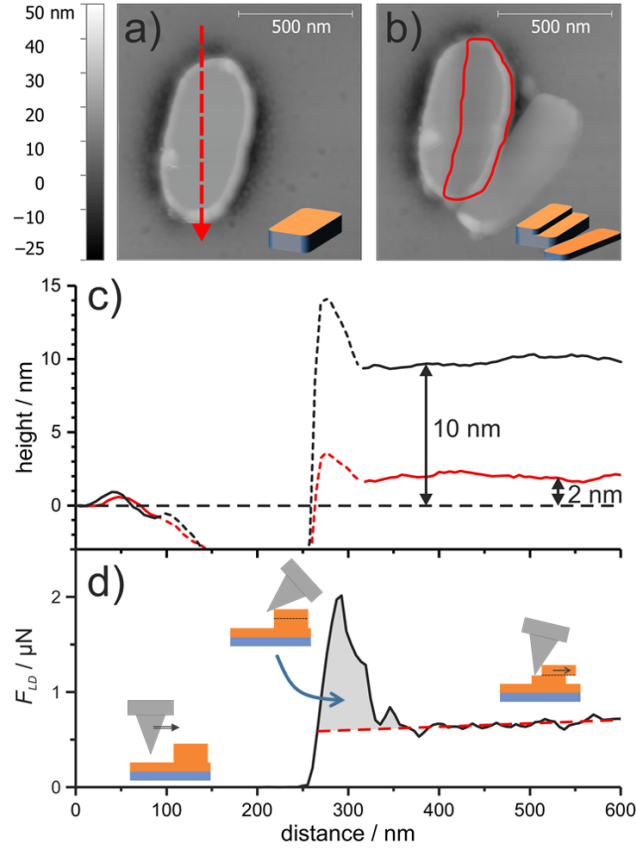 50 nm
40
30
20
10
0
−10
−25
a)
500 nm
b)
500 nm
c)
15
10
5
0
height / nm
10 nm
2 nm
d)
2
1
0
F_LD / μN
0
100
200
300
400
500
600
distance / nm